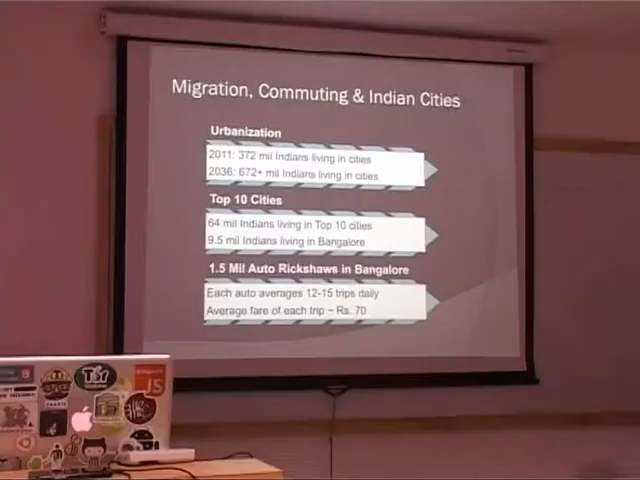 Migration, Commuting & Indian Cities
Urbanization
2011: 372 mil Indians living in cities
2036: 672+ mil Indians living in cities
Top 10 Cities
64 mil Indians living in Top 10 cities
9.5 mil Indians living in Bangalore
1.5 Mil Auto Rickshaws in Bangalore
Each auto averages 12-15 trips daily
Average fare of each trip ~ Rs. 70
JS